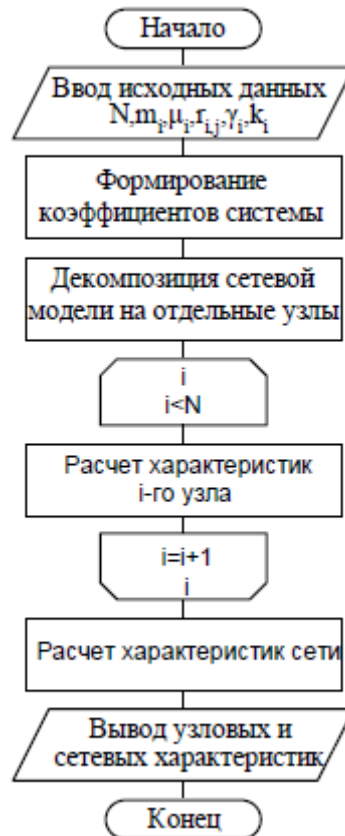 Начало
Ввод исходных данных
N,mᵢ,μᵢ,rᵢ,ⱼ,γᵢ,kᵢ
Формирование
коэффициентов системы
Декомпозиция сетевой
модели на отдельные узлы
i
i<N
Расчет характеристик
i-го узла
i=i+1
i
Расчет характеристик сети
Вывод узловых и
сетевых характеристик
Конец